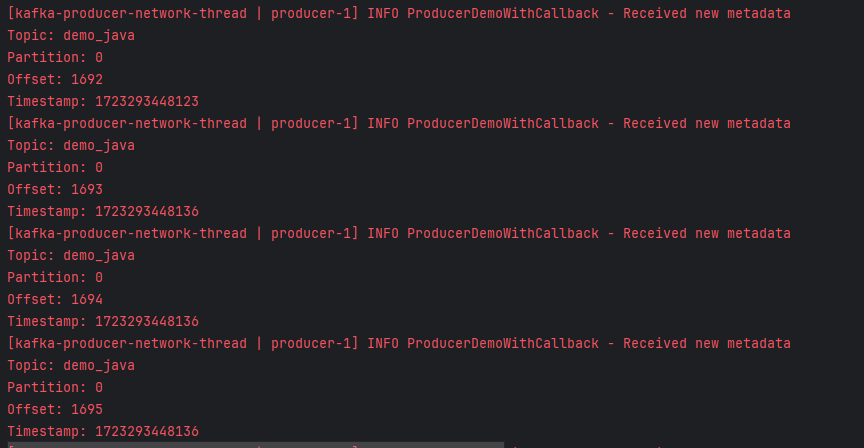 [kafka-producer-network-thread | producer-1] INFO ProducerDemoWithCallback - Received new metadata
Topic: demo_java
Partition: 0
Offset: 1692
Timestamp: 1723293448123
[kafka-producer-network-thread | producer-1] INFO ProducerDemoWithCallback - Received new metadata
Topic: demo_java
Partition: 0
Offset: 1693
Timestamp: 1723293448136
[kafka-producer-network-thread | producer-1] INFO ProducerDemoWithCallback - Received new metadata
Topic: demo_java
Partition: 0
Offset: 1694
Timestamp: 1723293448136
[kafka-producer-network-thread | producer-1] INFO ProducerDemoWithCallback - Received new metadata
Topic: demo_java
Partition: 0
Offset: 1695
Timestamp: 1723293448136